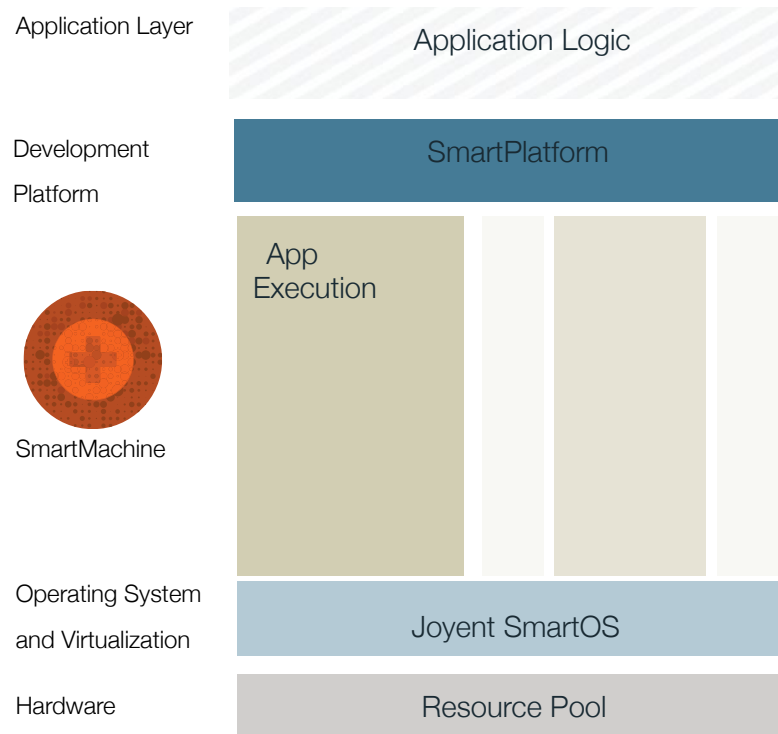 Application Layer
Application Logic
Development
Platform
SmartPlatform
App
Execution
SmartMachine
Operating System
and Virtualization
Joyent SmartOS
Hardware
Resource Pool